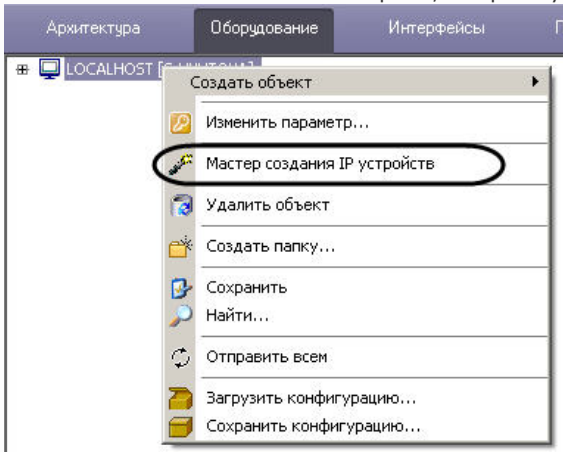 Архитектура Оборудование Интерфейсы
LOCALHOST
Создать объект
Изменить параметр...
Мастер создания IP устройств
Удалить объект
Создать папку...
Сохранить
Найти...
Отправить всем
Загрузить конфигурацию...
Сохранить конфигурацию...